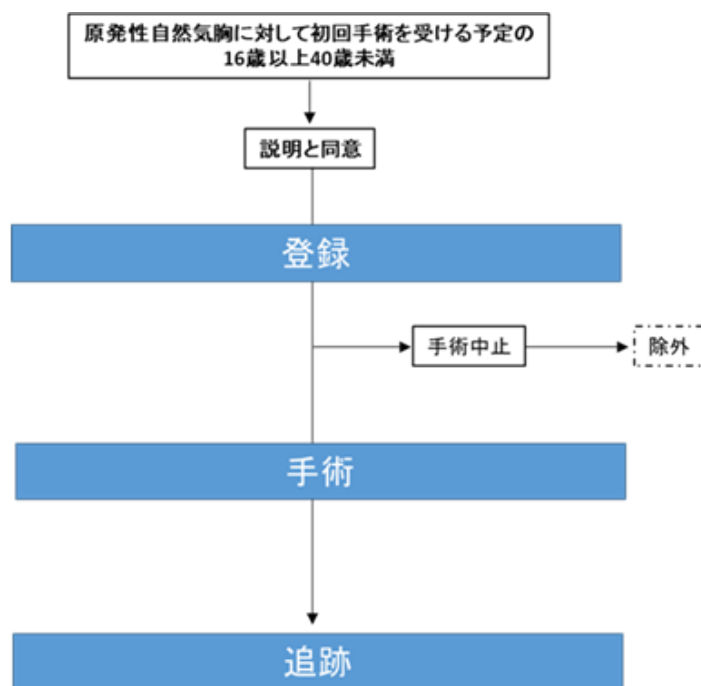 原発性自然気胸に対して初回手術を受ける予定の
16歳以上40歳未満
説明と同意
登録
手術中止
除外
手術
追跡